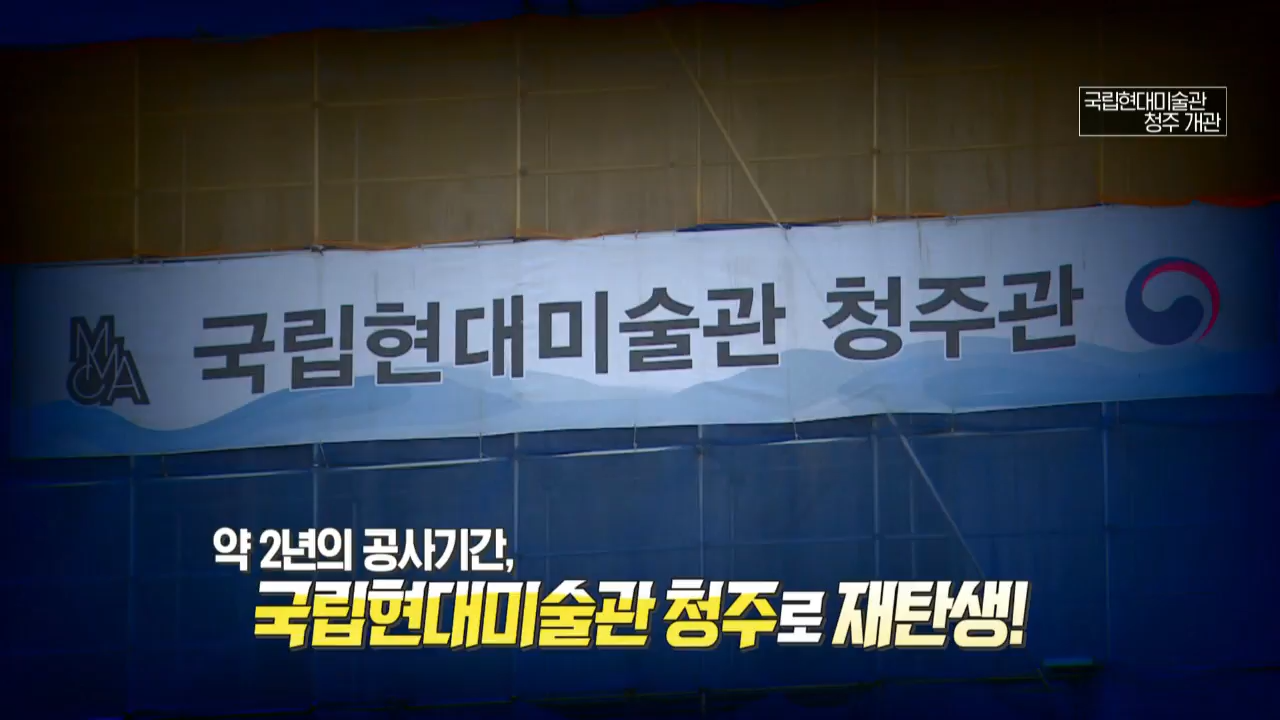 국립현대미술관
청주 개관
MMCA 국립현대미술관 청주관
약 2년의 공사기간,
국립현대미술관 청주로 재탄생!